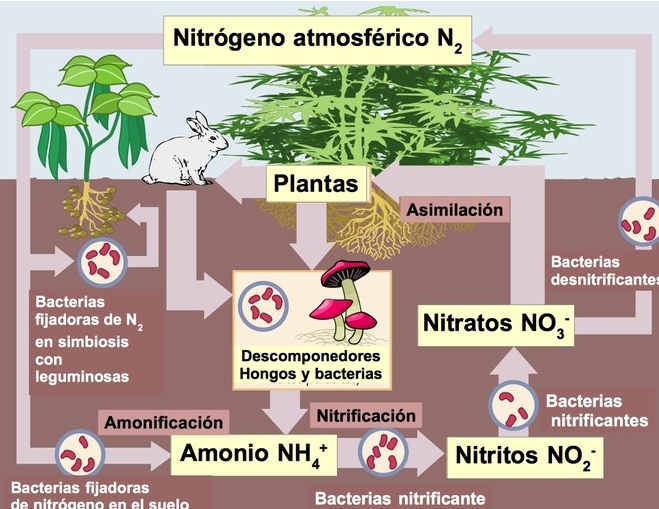 Nitrógeno atmosférico N₂
Plantas
Asimilación
Bacterias
desnitrificantes
Bacterias
fijadoras de N₂
en simbiosis
con
leguminosas
Descomponedores
Hongos y bacterias
Nitratos NO₃⁻
Bacterias
nitrificantes
Amonificación
Nitrificación
Amonio NH₄⁺
Nitritos NO₂⁻
Bacterias fijadoras
de nitrógeno en el suelo
Bacterias nitrificante